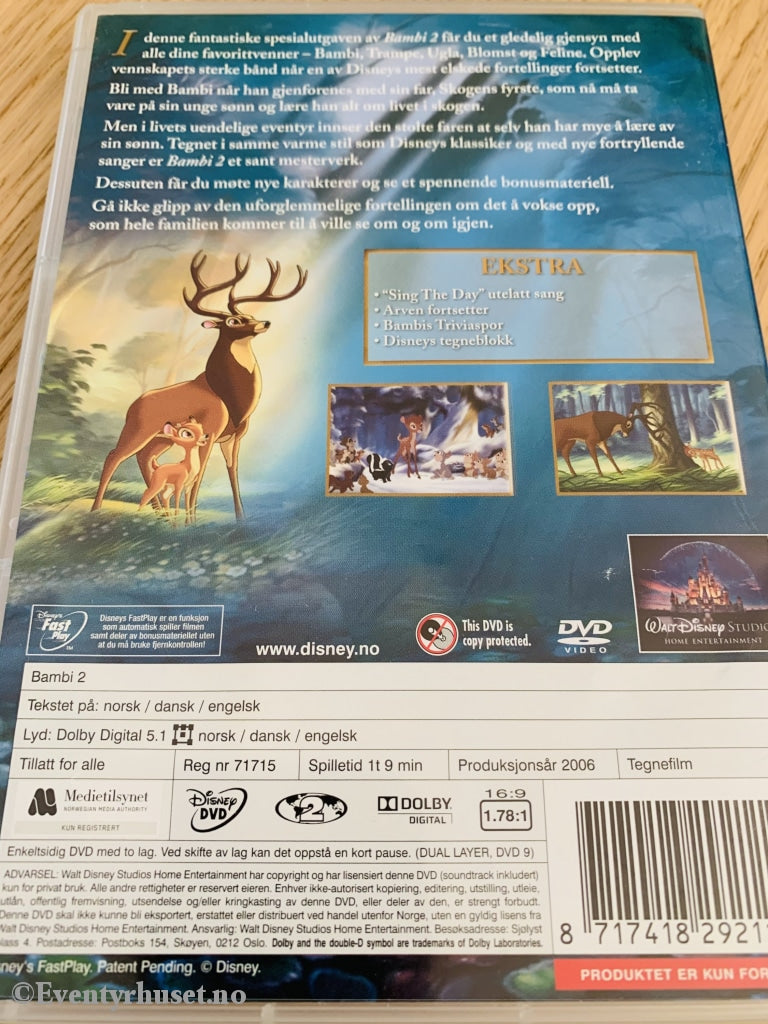 I denne fantastiske spesialutgaven av Bambi 2 får du et gledelig gjensyn med
alle dine favorittvenner – Bambi, Trampe, Ugla, Blomst og Feline. Opplev
vennskapets sterke bånd når en av Disneys mest elskede fortellinger fortsetter.
Bli med Bambi når han gjenforenes med sin far, Skogens fyrste, som nå må ta
vare på sin unge sønn og lære han alt om livet i skogen.
Men i livets uendelige eventyr innser den stolte faren at selv han har mye å lære av
sin sønn. Tegnet i samme varme stil som Disneys klassiker og med nye fortryllende
sanger er Bambi 2 et sant mesterverk.
Dessuten får du møte nye karakterer og se et spennende bonusmateriell.
Gå ikke glipp av den uforglemmelige fortellingen om det å vokse opp,
som hele familien kommer til å ville se om og om igjen.
EKSTRA
• "Sing The Day" utelatt sang
• Arven fortsetter
• Bambis Triviaspor
• Disneys tegneblokk
Disney's
Fast
Play
TM
Disneys FastPlay er en funksjon
som automatisk spiller filmen
samt deler av bonusmateriellet uten
at du må bruke fjernkontrollen!
www.disney.no
This DVD is
copy protected.
DVD
VIDEO
WALT DISNEY STUDIO
HOME ENTERTAINMENT
Bambi 2
Tekstet på: norsk / dansk / engelsk
Lyd: Dolby Digital 5.1 norsk / dansk / engelsk
Tillatt for alle
Reg nr 71715
Spilletid 1t 9 min
Produksjonsår 2006
Tegnefilm
Medietilsynet
NORWEGIAN MEDIA AUTHORITY
KUN REGISTRERT
Disney
DVD
2
DOLBY
DIGITAL
16:9
1.78:1
Enkeltsidig DVD med to lag. Ved skifte av lag kan det oppstå en kort pause. (DUAL LAYER, DVD 9)
ADVARSEL: Walt Disney Studios Home Entertainment har copyright og har lisensiert denne DVD (soundtrack inkludert)
kun for privat bruk. Alle andre rettigheter er reservert eieren. Enhver ikke-autorisert kopiering, editering, utstilling, utleie,
utlån, offentlig fremvisning, utsendelse og/eller kringkasting av denne DVD, eller deler av den, er strengt forbudt.
Denne DVD skal ikke kunne bli eksportert, erstattet eller distribuert ved handel utenfor Norge, uten en gyldig lisens fra
Walt Disney Studios Home Entertainment. Ansvarlig: Walt Disney Studios Home Entertainment. Besøksadresse: Sjølyst
plass 4. Postadresse: Postboks 154, Skøyen, 0212 Oslo. Dolby and the double-D symbol are trademarks of Dolby Laboratories.
8 717418 29211
ney's FastPlay. Patent Pending. © Disney.
PRODUKTET ER KUN FOR
©Eventyrhuset.no